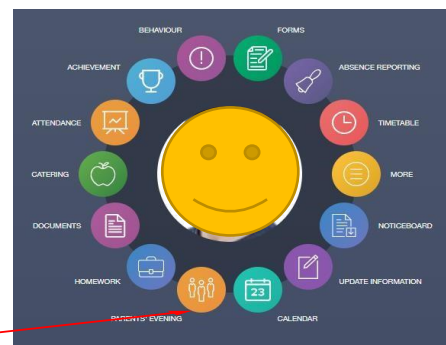 BEHAVIOUR
FORMS
ACHIEVEMENT
ABSENCE REPORTING
ATTENDANCE
TIMETABLE
CATERING
MORE
DOCUMENTS
NOTICEBOARD
HOMEWORK
UPDATE INFORMATION
PARENTS' EVENING
23
CALENDAR